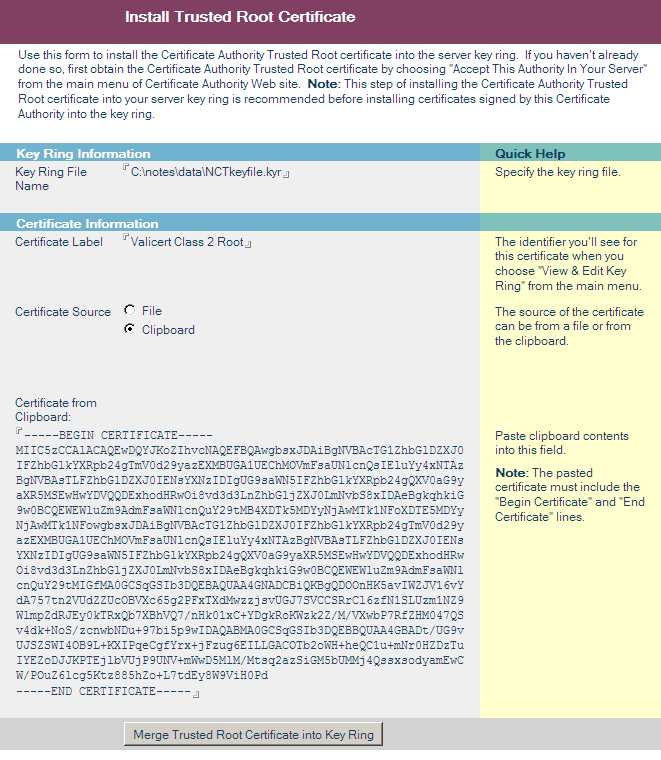 Install Trusted Root Certificate
Use this form to install the Certificate Authority Trusted Root certificate into the server key ring. If you haven't already
done so, first obtain the Certificate Authority Trusted Root certificate by choosing "Accept This Authority In Your Server"
from the main menu of Certificate Authority Web site. Note: This step of installing the Certificate Authority Trusted
Root certificate into your server key ring is recommended before installing certificates signed by this Certificate
Authority into the key ring.
Key Ring Information
Quick Help
Key Ring File
Name
C:\notes\data\NCTkeyfile.kyr
Specify the key ring file.
Certificate Information
Certificate Label
Valicert Class 2 Root
The identifier you'll see for
this certificate when you
choose "View & Edit Key
Ring" from the main menu.
Certificate Source
File
Clipboard
The source of the certificate
can be from a file or from
the clipboard.
Certificate from
Clipboard:
-----BEGIN CERTIFICATE-----
MIIC5zCCAlACAQEwDQYJKoZIhvcNAQEFBQAwgbsxJDAiBgNVBAcTG1ZhbGlDZXJ0
IFZhbGlkYXRpb24gTmV0d29yazEXMBUGA1UEChMOVmFsaUNlcnQsIEluYy4xNTAz
BgNVBAsTLFZhbGlDZXJ0IENsYXNzIDIgUG9saWN5IFZhbGlkYXRpb24gQXV0aG9y
aXR5MSEwHwYDVQQDExhodHRwOi8vd3d3LnZhbGljZXJ0LmNvbS8xIDAeBgkqhkiG
9w0BCQEWEWluZm9AdmFsaWNlcnQuY29tMB4XDTk5MDYyNjAwMTk1NFoXDTE5MDYy
NjAwMTk1NFowgbsxJDAiBgNVBAcTG1ZhbGlDZXJ0IFZhbGlkYXRpb24gTmV0d29y
azEXMBUGA1UEChMOVmFsaUNlcnQsIEluYy4xNTAzBgNVBAsTLFZhbGlDZXJ0IENs
YXNzIDIgUG9saWN5IFZhbGlkYXRpb24gQXV0aG9yaXR5MSEwHwYDVQQDExhodHRw
Oi8vd3d3LnZhbGljZXJ0LmNvbS8xIDAeBgkqhkiG9w0BCQEWEWluZm9AdmFsaWNl
cnQuY29tMIGfMA0GCSqGSIb3DQEBAQUAA4GNADCBiQKBgQDOOnHK5avIWZJV16vY
dA757tn2VUdZZUcOBVXc65g2PFxTXdMwzzjsvUGJ7SVCCSRrCl6zfN1SLUzm1NZ9
WlmpZdRJEy0kTRxQb7XBhVQ7/nHk01xC+YDgkRoKWzk2Z/M/VXwbP7RfZHM047QS
v4dk+NoS/zcnwbNDu+97bi5p9wIDAQABMA0GCSqGSIb3DQEBBQUAA4GBADt/UG9v
UJSZSWI4OB9L+KXIPqeCgfYrx+jFzug6EILLGACOTb2oWH+heQC1u+mNr0HZDzTu
IYEZoDJJKPTEjlbVUjP9UNV+mWwD5MlM/Mtsq2azSiGM5bUMMj4QssxsodyamEwC
W/POuZ6lcg5Ktz885hZo+L7tdEy8W9ViH0Pd
-----END CERTIFICATE-----
Paste clipboard contents
into this field.
Note: The pasted
certificate must include the
"Begin Certificate" and "End
Certificate" lines.
Merge Trusted Root Certificate into Key Ring